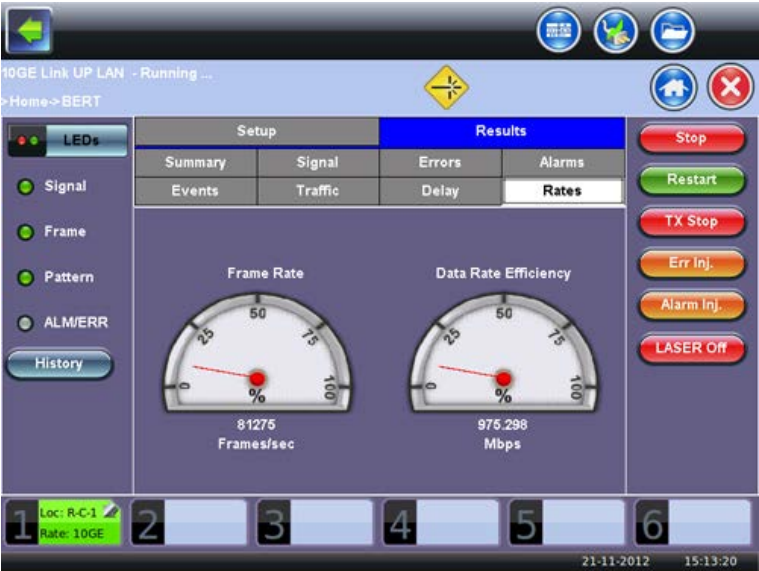 10GE Link UP LAN - Running ...
>Home->BERT
LEDs
Signal
Frame
Pattern
ALM/ERR
History
Setup
Results
Summary
Signal
Errors
Alarms
Events
Traffic
Delay
Rates
Frame Rate
0
25
50
75
100
%
81275
Frames/sec
Data Rate Efficiency
0
25
50
75
100
%
975.298
Mbps
Stop
Restart
TX Stop
Err Inj.
Alarm Inj.
LASER Off
1
Loc: R-C-1
Rate: 10GE
2
3
4
5
6
21-11-2012 15:13:20